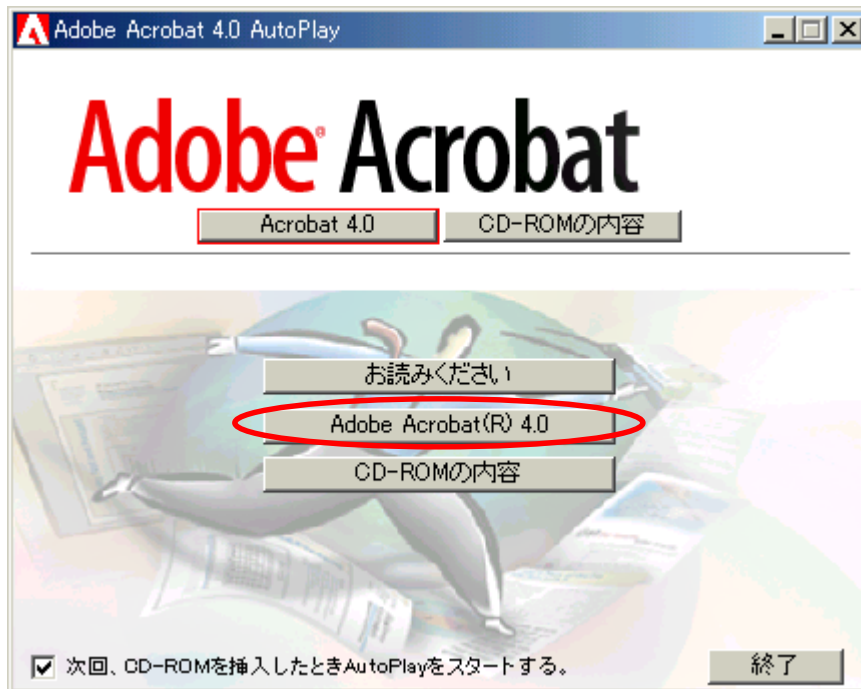 Adobe Acrobat 4.0 AutoPlay
Adobe® Acrobat
Acrobat 4.0 CD-ROMの内容
お読みください
Adobe Acrobat(R) 4.0
CD-ROMの内容
次回、CD-ROMを挿入したときAutoPlayをスタートする。 終了